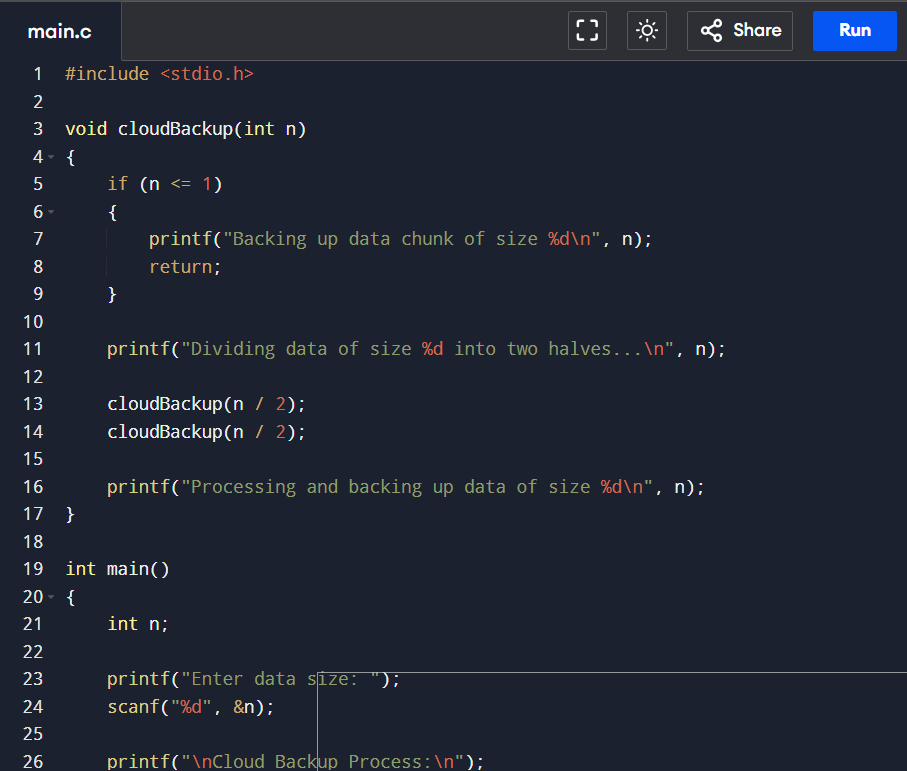 main.c
Share
Run
1 #include <stdio.h>
2
3 void cloudBackup(int n)
4 {
5     if (n <= 1)
6     {
7         printf("Backing up data chunk of size %d\n", n);
8         return;
9     }
10
11     printf("Dividing data of size %d into two halves...\n", n);
12
13     cloudBackup(n / 2);
14     cloudBackup(n / 2);
15
16     printf("Processing and backing up data of size %d\n", n);
17 }
18
19 int main()
20 {
21     int n;
22
23     printf("Enter data size: ");
24     scanf("%d", &n);
25
26     printf("\nCloud Backup Process:\n");